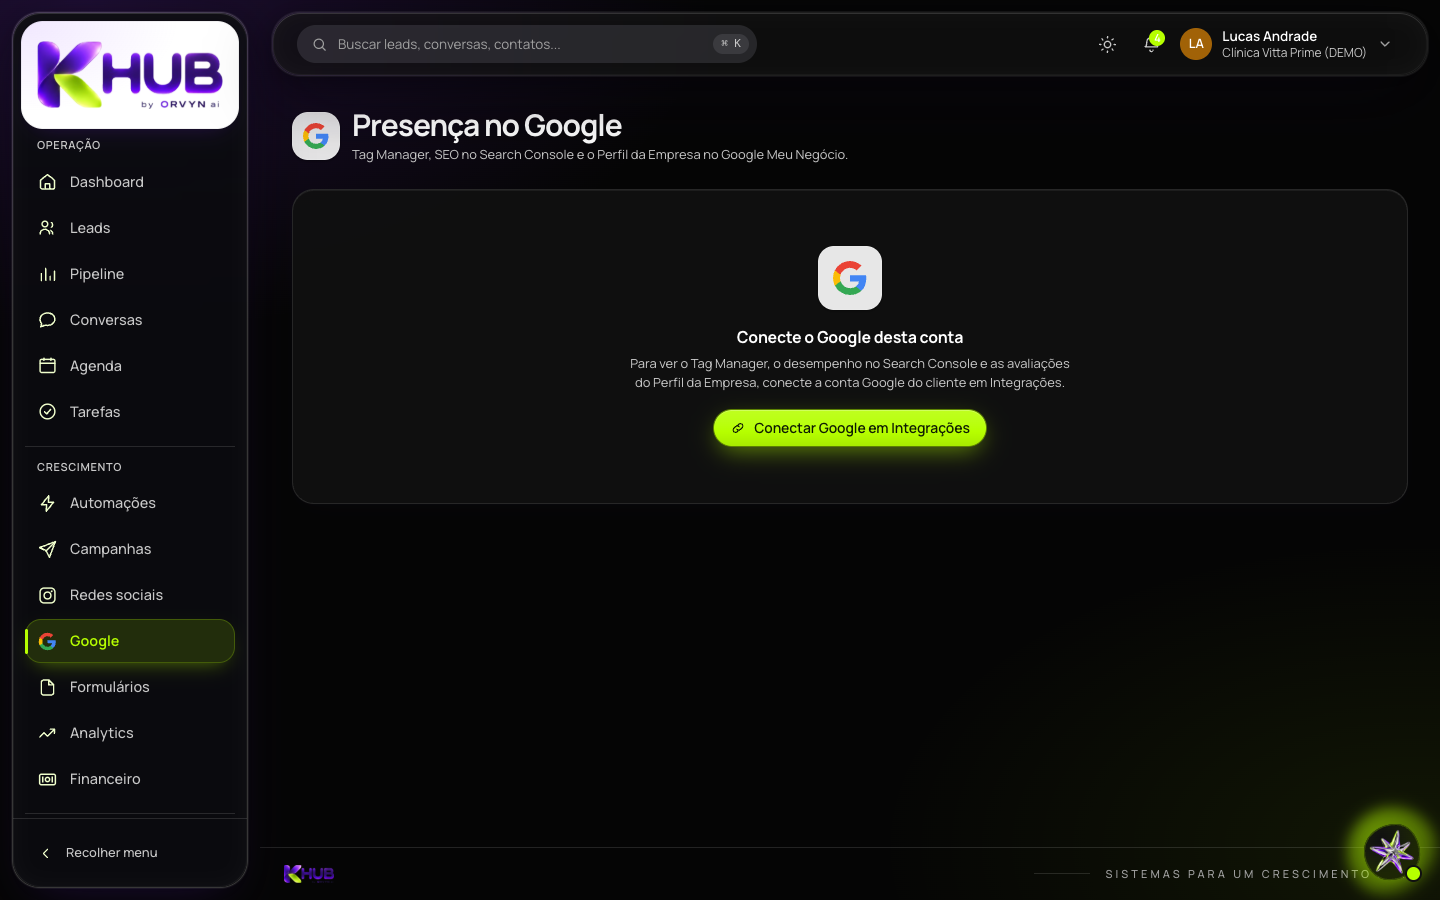 KHUB
by ORVYN ai
OPERAÇÃO
Dashboard
Leads
Pipeline
Conversas
Agenda
Tarefas
CRESCIMENTO
Automações
Campanhas
Redes sociais
Google
Formulários
Analytics
Financeiro
Recolher menu
Buscar leads, conversas, contatos...
⌘ K
4
LA
Lucas Andrade
Clínica Vitta Prime (DEMO)
Presença no Google
Tag Manager, SEO no Search Console e o Perfil da Empresa no Google Meu Negócio.
Conecte o Google desta conta
Para ver o Tag Manager, o desempenho no Search Console e as avaliações
do Perfil da Empresa, conecte a conta Google do cliente em Integrações.
Conectar Google em Integrações
KHUB
SISTEMAS PARA UM CRESCIMENTO